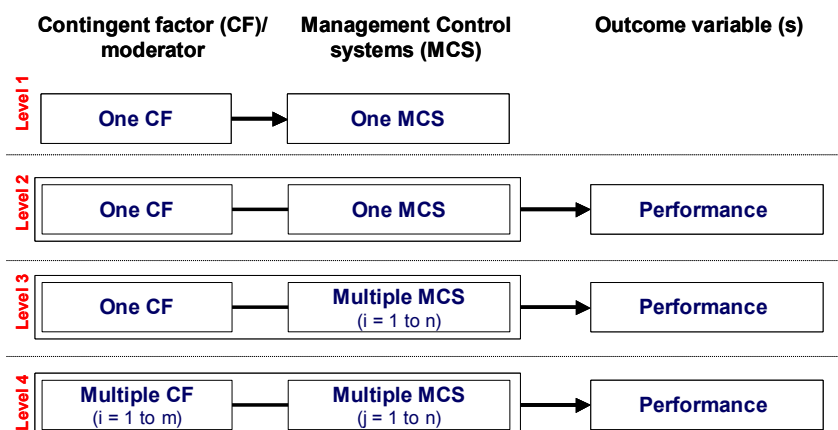 Contingent factor (CF)/
moderator
Management Control
systems (MCS)
Outcome variable (s)
Level 1
One CF
One MCS
Level 2
One CF
One MCS
Performance
Level 3
One CF
Multiple MCS
(i = 1 to n)
Performance
Level 4
Multiple CF
(i = 1 to m)
Multiple MCS
(j = 1 to n)
Performance